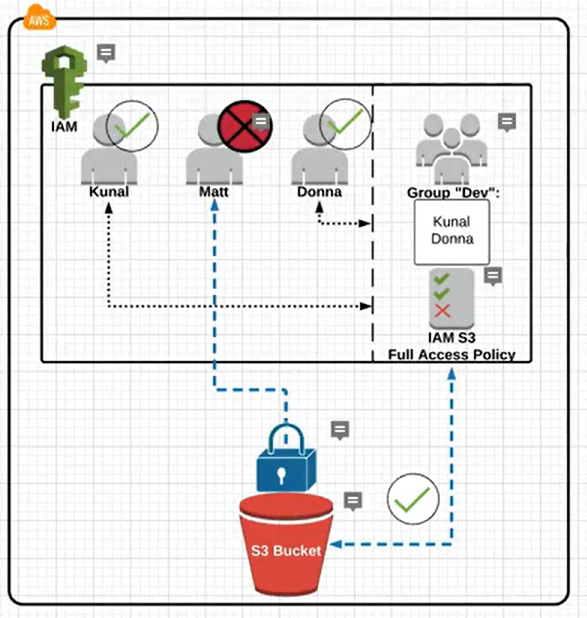 AWS
IAM
Kunal
Matt
Donna
Group "Dev":
Kunal
Donna
IAM S3
Full Access Policy
S3 Bucket